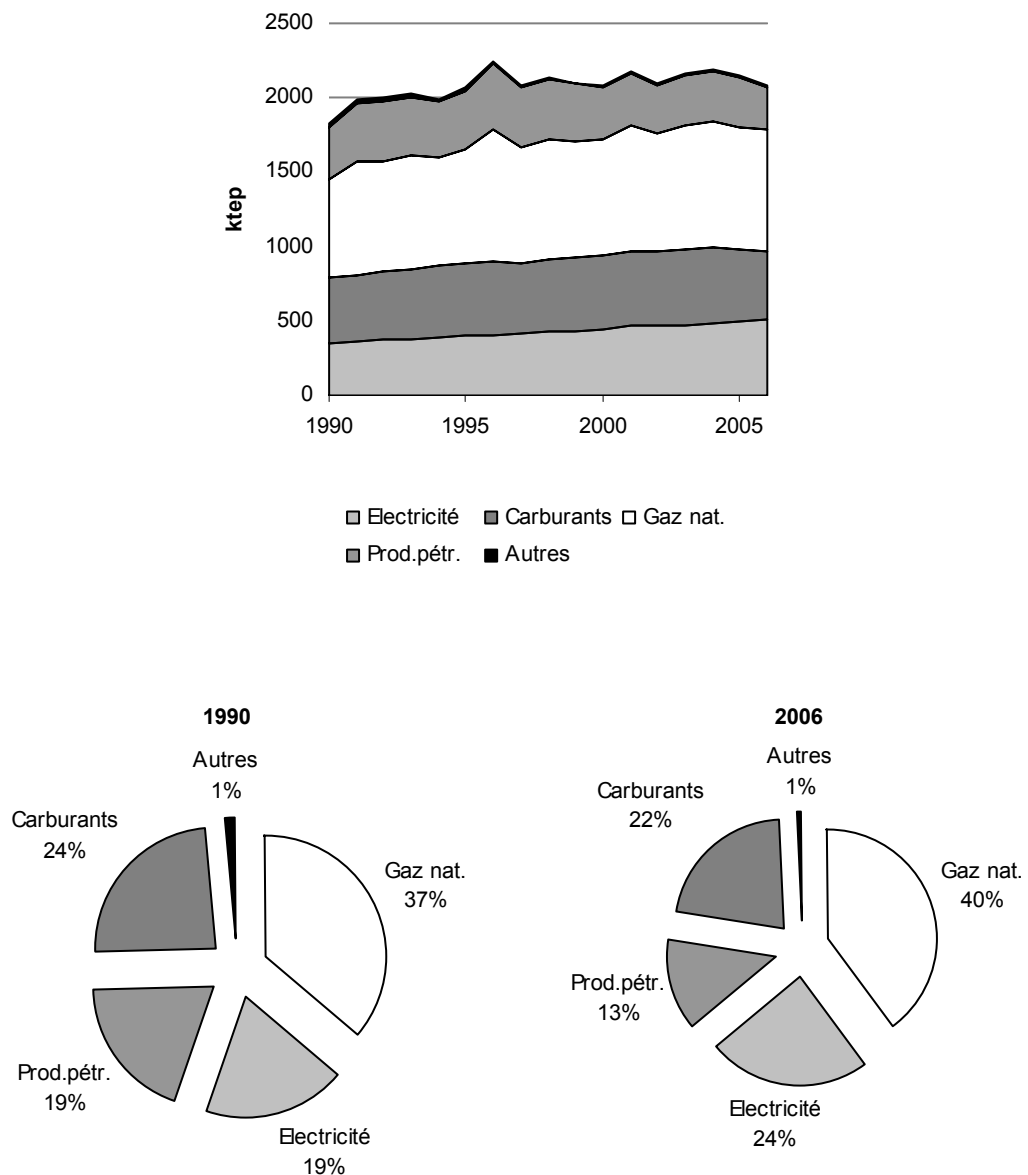 2500
2000
1500
1000
500
0
ktep
1990 1995 2000 2005
Electricité Carburants Gaz nat.
Prod.pétr. Autres
1990
Autres
1%
Carburants
24%
Gaz nat.
37%
Prod.pétr.
19%
Electricité
19%
2006
Autres
1%
Carburants
22%
Gaz nat.
40%
Prod.pétr.
13%
Electricité
24%